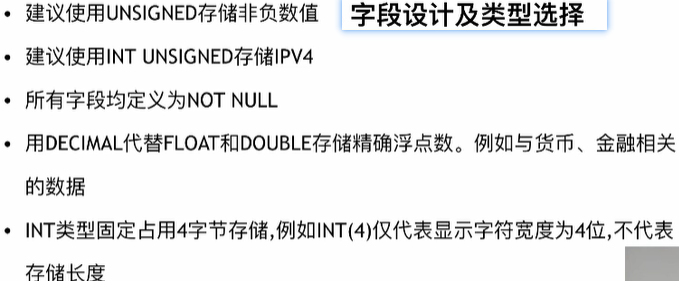 字段设计及类型选择
• 建议使用UNSIGNED存储非负数值
• 建议使用INT UNSIGNED存储IPV4
• 所有字段均定义为NOT NULL
• 用DECIMAL代替FLOAT和DOUBLE存储精确浮点数。例如与货币、金融相关
的数据
• INT类型固定占用4字节存储,例如INT(4)仅代表显示字符宽度为4位,不代表
存储长度